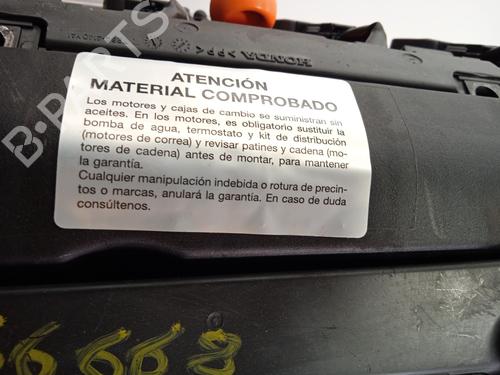 HONDA >PP<
ATENCIÓN
MATERIAL COMPROBADO
Los motores y cajas de cambio se suministran sin
aceites. En los motores, es obligatorio sustituir la
bomba de agua, termostato y kit de distribución
(motores de correa) y revisar patines y cadena (mo-
tores de cadena) antes de montar, para mantener
la garantía.
Cualquier manipulación indebida o rotura de precin-
tos o marcas, anulará la garantía. En caso de duda
consúltenos.
B-PARTS